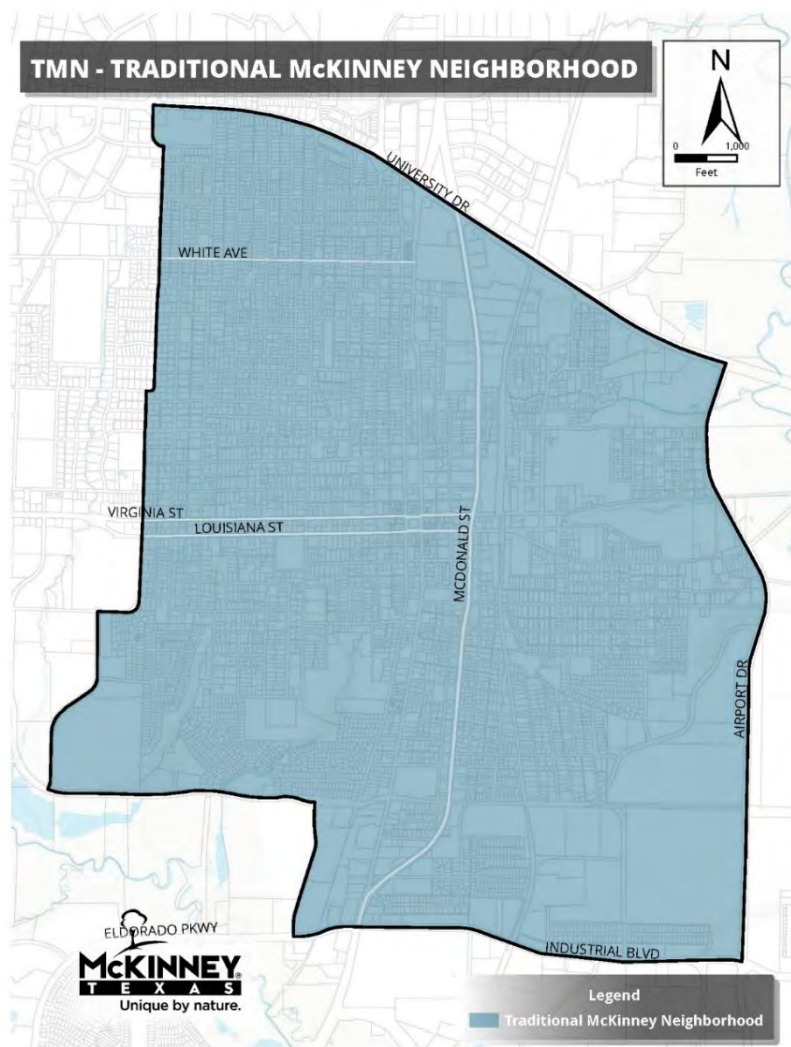 TMN - TRADITIONAL McKINNEY NEIGHBORHOOD
N
0 1,000
Feet
UNIVERSITY DR
WHITE AVE
VIRGINIA ST
LOUISIANA ST
MCDONALD ST
AIRPORT DR
ELDORADO PKWY
INDUSTRIAL BLVD
McKINNEY®
TEXAS
Unique by nature.
Legend
Traditional McKinney Neighborhood